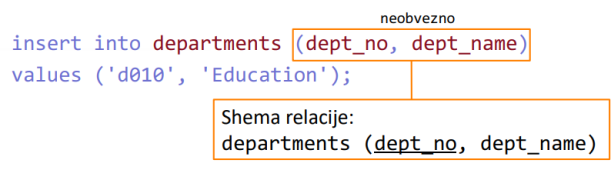 neobvezno
insert into departments (dept_no, dept_name)
values ('d010', 'Education');
Shema relacije:
departments (dept_no, dept_name)